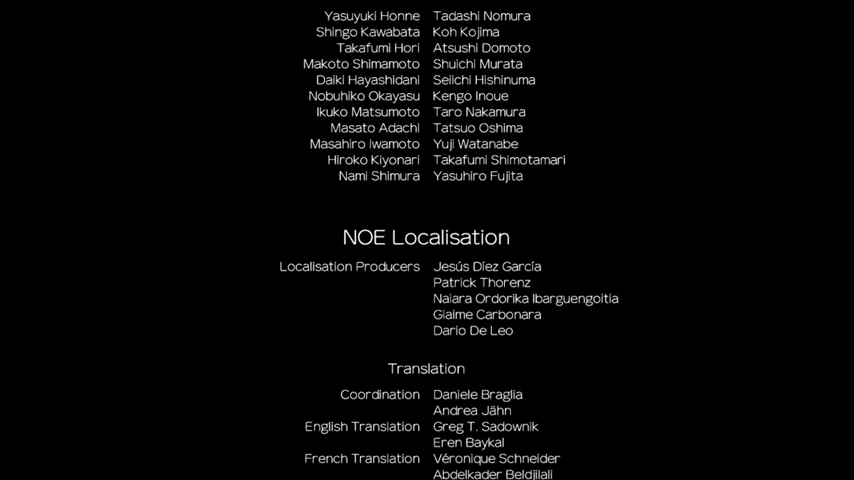 Yasuyuki Honne Tadashi Nomura
Shingo Kawabata Koh Kojima
Takafumi Hori Atsushi Domoto
Makoto Shimamoto Shuichi Murata
Daiki Hayashidani Seiichi Hishinuma
Nobuhiko Okayasu Kengo Inoue
Ikuko Matsumoto Taro Nakamura
Masato Adachi Tatsuo Oshima
Masahiro Iwamoto Yuji Watanabe
Hiroko Kiyonari Takafumi Shimotamari
Nami Shimura Yasuhiro Fujita
NOE Localisation
Localisation Producers Jesús Díez García
Patrick Thorenz
Naiara Ordorika Ibarguengoitia
Giaime Carbonara
Dario De Leo
Translation
Coordination Daniele Braglia
Andrea Jähn
English Translation Greg T. Sadownik
Eren Baykal
French Translation Véronique Schneider
Abdelkader Beldjilali